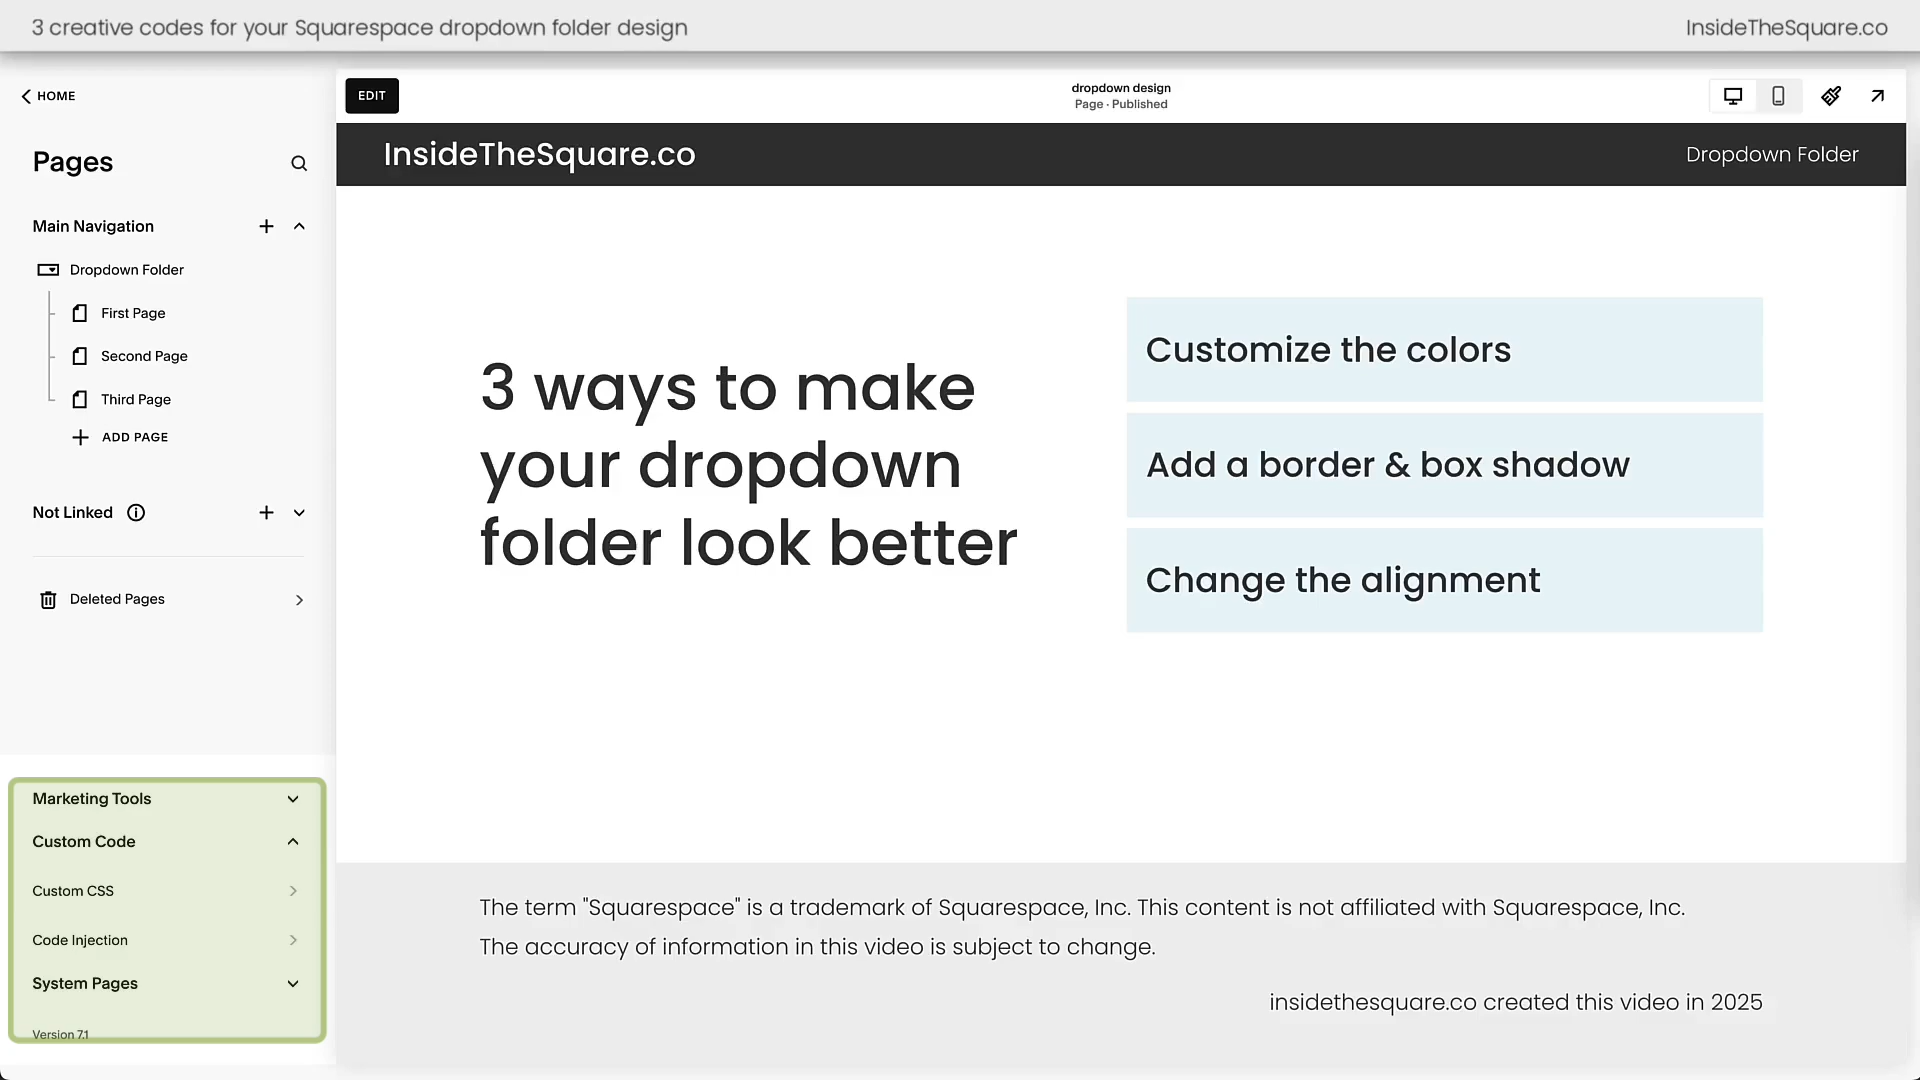 3 creative codes for your Squarespace dropdown folder design
InsideTheSquare.co
HOME
EDIT
dropdown design
Page · Published
Pages
InsideTheSquare.co
Dropdown Folder
Main Navigation
Dropdown Folder
First Page
Second Page
Third Page
ADD PAGE
Not Linked
Deleted Pages
3 ways to make
your dropdown
folder look better
Customize the colors
Add a border & box shadow
Change the alignment
Marketing Tools
Custom Code
Custom CSS
Code Injection
System Pages
Version 7.1
The term "Squarespace" is a trademark of Squarespace, Inc. This content is not affiliated with Squarespace, Inc.
The accuracy of information in this video is subject to change.
insidethesquare.co created this video in 2025